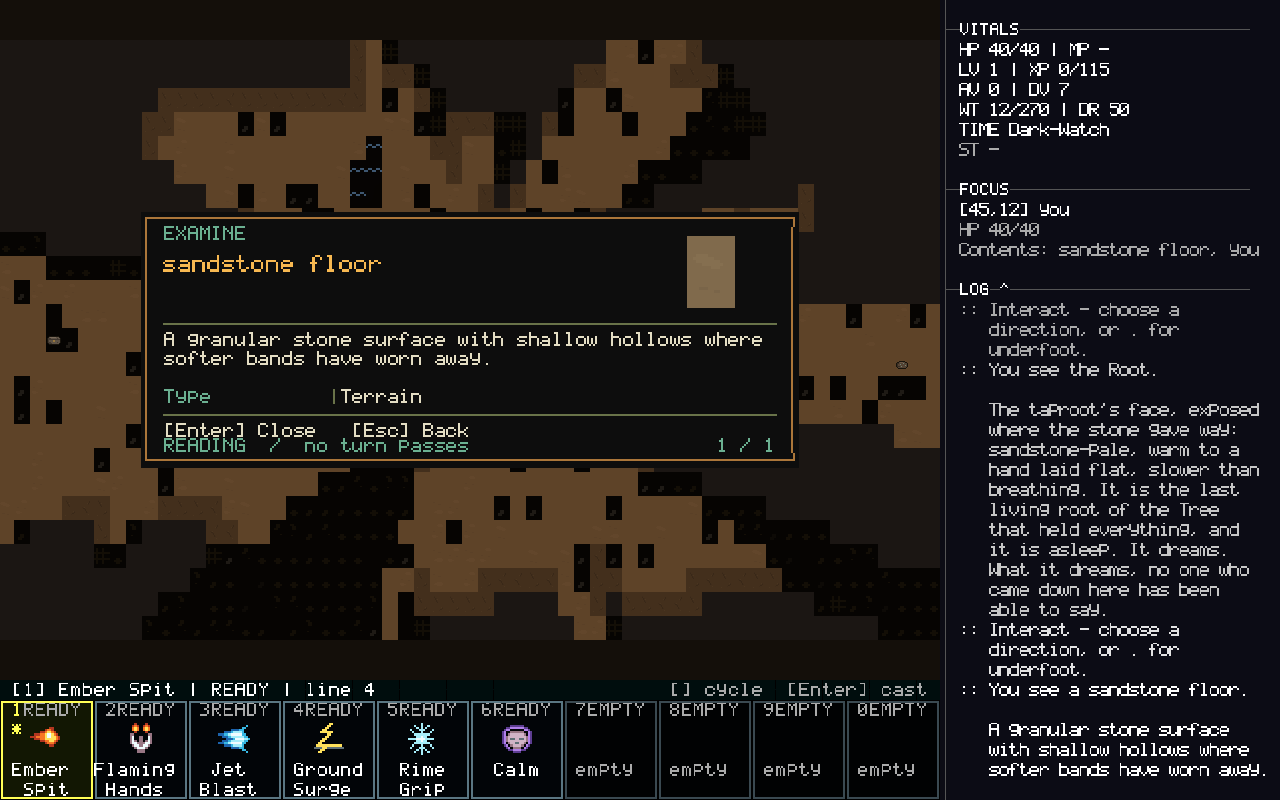 VITALS
HP 40/40 | MP -
LV 1 | XP 0/115
AV 0 | DV 7
WT 12/270 | DR 50
TIME Dark-Watch
ST -
FOCUS
[45,12] You
HP 40/40
Contents: sandstone floor, You
LOG ^
:: Interact - choose a
direction, or . for
underfoot.
:: You see the Root.
The taproot's face, exposed
where the stone gave way:
sandstone-pale, warm to a
hand laid flat, slower than
breathing. It is the last
living root of the Tree
that held everything, and
it is asleep. It dreams.
What it dreams, no one who
came down here has been
able to say.
:: Interact - choose a
direction, or . for
underfoot.
:: You see a sandstone floor.
A granular stone surface
with shallow hollows where
softer bands have worn away.
EXAMINE
sandstone floor
A granular stone surface with shallow hollows where
softer bands have worn away.
Type | Terrain
[Enter] Close [Esc] Back
READING / no turn passes 1 / 1
[1] Ember Spit | READY | line 4 [] cycle [Enter] cast
1READY 2READY 3READY 4READY 5READY 6READY 7EMPTY 8EMPTY 9EMPTY 0EMPTY
*
Ember Flaming Jet Ground Rime Calm empty empty empty empty
Spit Hands Blast Surge Grip